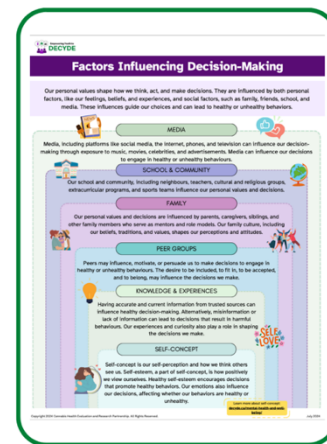 DECYDE
Factors Influencing Decision-Making
Our personal values shape how we think, act, and make decisions. They are influenced by both personal
factors, like our feelings, beliefs, and experiences, and social factors, such as family, friends, school, and
media. These influences guide our choices and can lead to healthy or unhealthy behaviours.
MEDIA
Media, including platforms like social media, the internet, phones, and television can influence our decision-
making through exposure to music, movies, celebrities, and advertisements. Media can influence our decisions
to engage in healthy or unhealthy behaviours.
SCHOOL & COMMUNITY
Our school and community, including neighbours, teachers, cultural and religious groups,
extracurricular programs, and sports teams influence our personal values and decisions.
FAMILY
Our personal values and decisions are influenced by parents, caregivers, siblings, and
other family members who serve as mentors and role models. Our family culture, including
our beliefs, traditions, and values, shapes our perceptions and attitudes.
PEER GROUPS
Peers may influence, motivate, or persuade us to make decisions to engage in
healthy or unhealthy behaviours. The desire to be included, to fit in, to be accepted,
and to belong, may influence the decisions we make.
KNOWLEDGE & EXPERIENCES
Having accurate and current information from trusted sources can
influence healthy decision-making. Alternatively, misinformation or
lack of information can lead to decisions that result in harmful
behaviours. Our experiences and curiosity also play a role in shaping
the decisions we make.
SELF LOVE
SELF-CONCEPT
Self-concept is our self-perception and how we think others
see us. Self-esteem, a part of self-concept, is how positively
we view ourselves. Healthy self-esteem encourages decisions
that promote healthy behaviors. Our emotions also influence
our decisions, affecting whether our behaviors are healthy or
unhealthy.
Learn more about self-concept
decyde.ca/mental-health-and-well-
being/